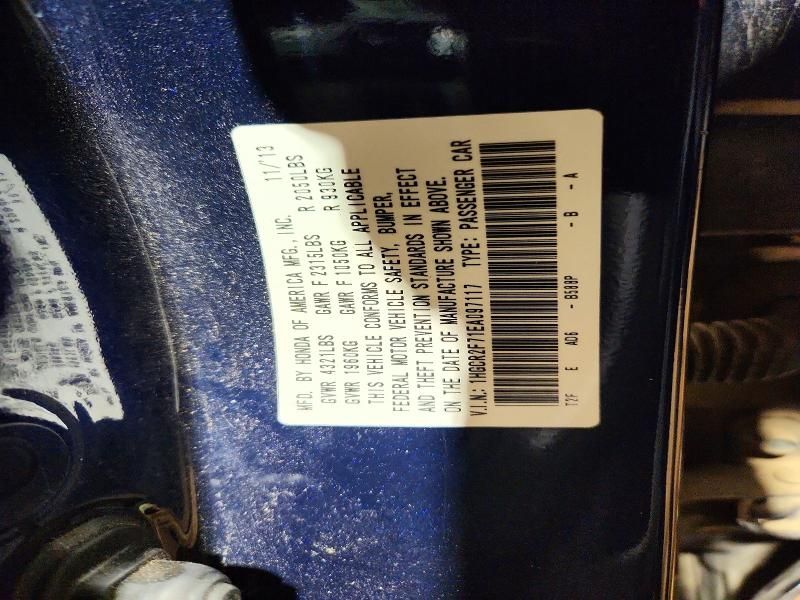 MFD. BY HONDA OF AMERICA MFG., INC. 11/13
GVWR 4321LBS GAWR F 2315LBS R 2050LBS
GVWR 1960KG GAWR F 1050KG R 930KG
THIS VEHICLE CONFORMS TO ALL APPLICABLE
FEDERAL MOTOR VEHICLE SAFETY, BUMPER,
AND THEFT PREVENTION STANDARDS IN EFFECT
ON THE DATE OF MANUFACTURE SHOWN ABOVE.
V.I.N.: 1HGCR2F71EA097117 TYPE: PASSENGER CAR
T2F E AD6 -B588P -B -A